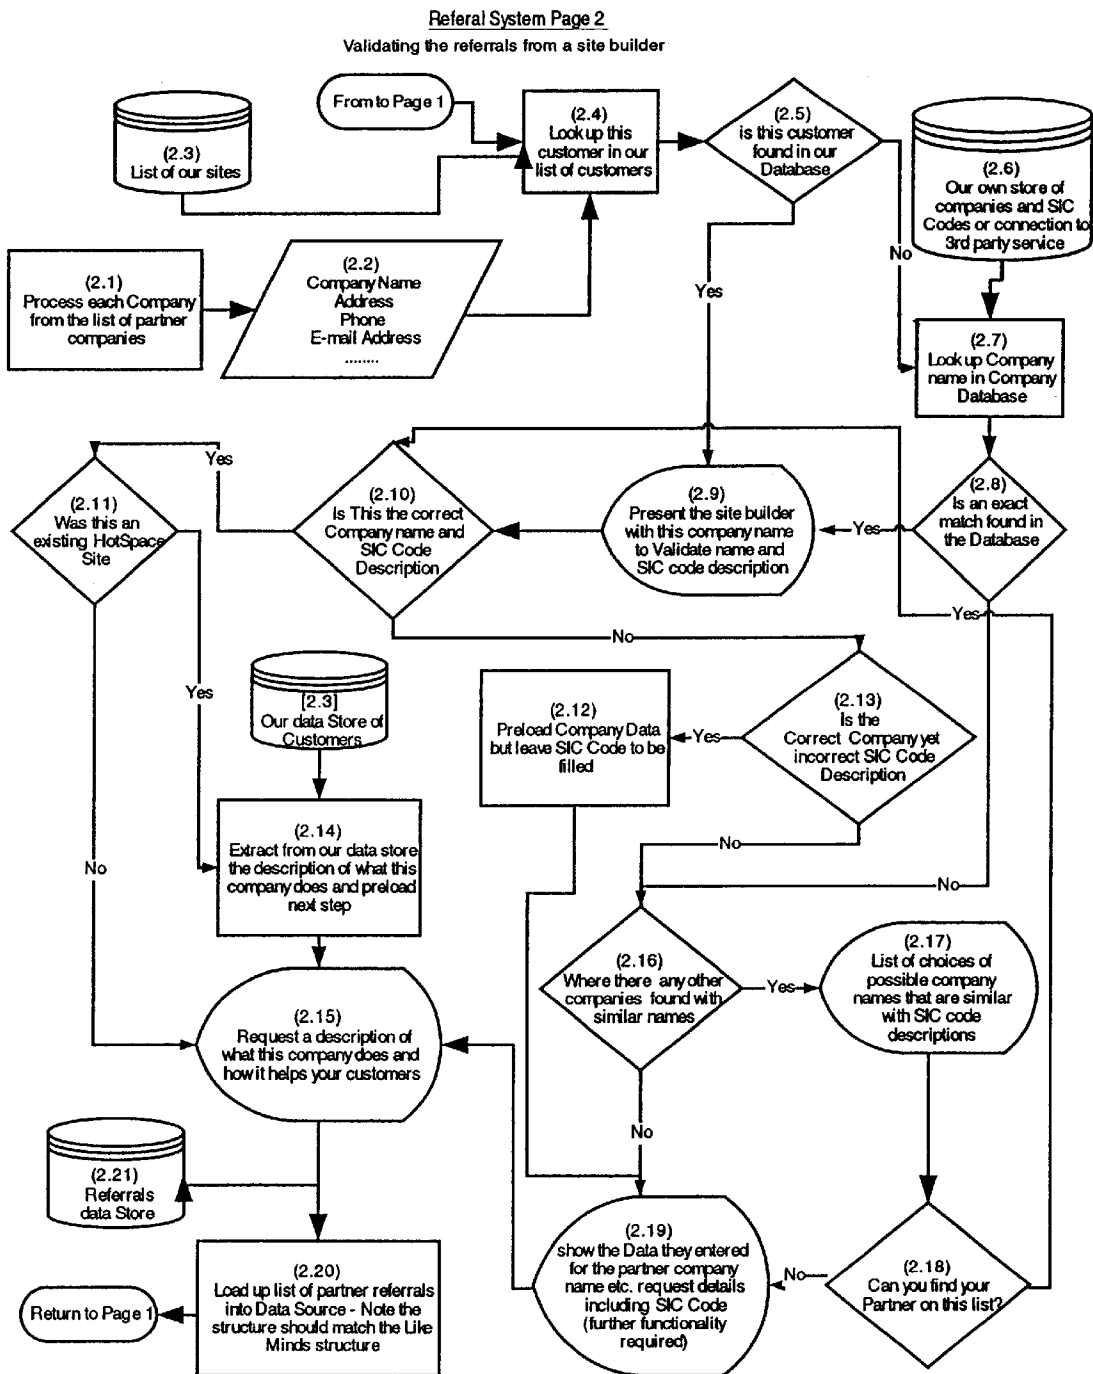 Referal System Page 2
Validating the referrals from a site builder
From to Page 1
(2.3)
List of our sites
(2.4)
Look up this
customer in our
list of customers
(2.5)
is this customer
found in our
Database
(2.6)
Our own store of
companies and SIC
Codes or connection to
3rd party service
No
(2.1)
Process each Company
from the list of partner
companies
(2.2)
Company Name
Address
Phone
E-mail Address
........
Yes
(2.7)
Look up Company
name in Company
Database
Yes
(2.11)
Was this an
existing HotSpace
Site
(2.10)
Is This the correct
Company name and
SIC Code
Description
(2.9)
Present the site builder
with this company name
to Validate name and
SIC code description
Yes
(2.8)
Is an exact
match found in
the Database
Yes
No
Yes
[2.3]
Our data Store of
Customers
(2.12)
Preload Company Data
but leave SIC Code to be
filled
Yes
(2.13)
Is the
Correct Company yet
incorrect SIC Code
Description
No
(2.14)
Extract from our data store
the description of what this
company does and preload
next step
No
No
(2.16)
Where there any other
companies found with
similar names
Yes
(2.17)
List of choices of
possible company
names that are similar
with SIC code
descriptions
(2.15)
Request a description of
what this company does and
how it helps your customers
No
(2.21)
Referrals
data Store
(2.20)
Load up list of partner referrals
into Data Source - Note the
structure should match the Like
Minds structure
Return to Page 1
(2.19)
show the Data they entered
for the partner company
name etc. request details
including SIC Code
(further functionality
required)
No
(2.18)
Can you find your
Partner on this list?